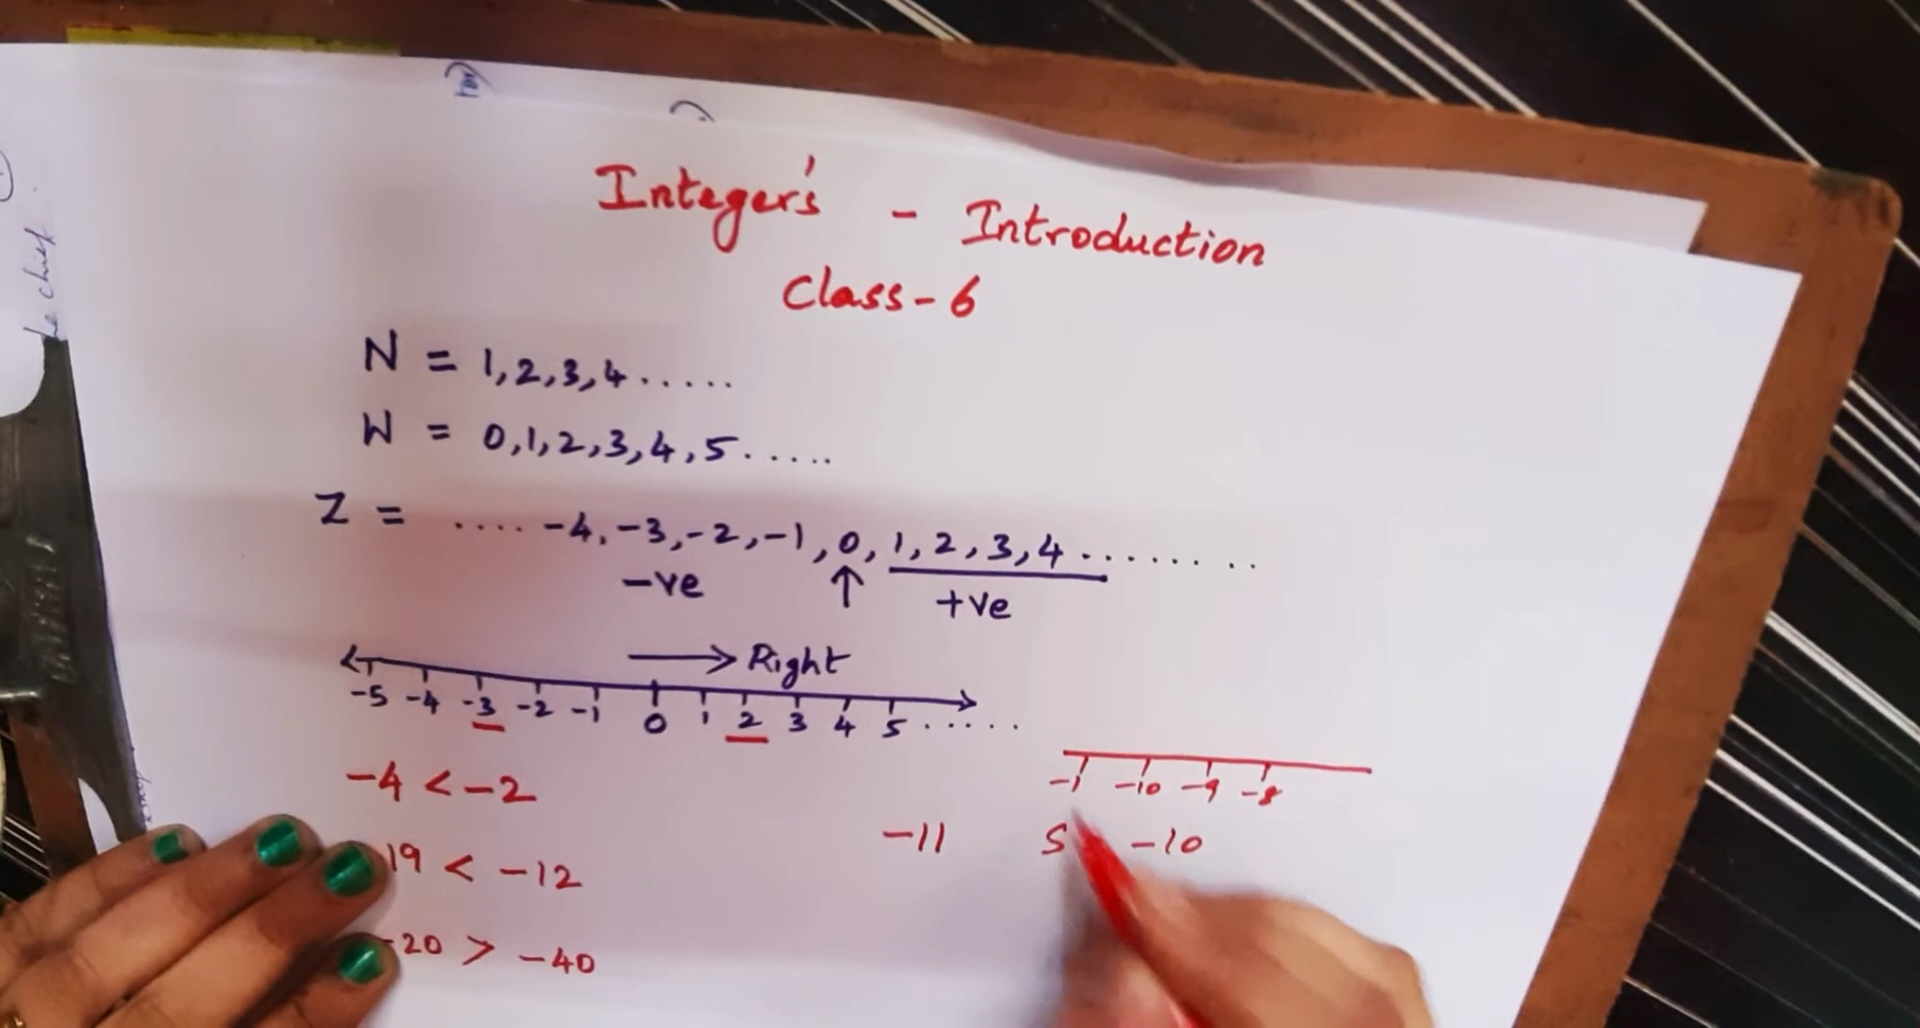 Integer's - Introduction
Class - 6
N = 1,2,3,4.....
W = 0,1,2,3,4,5.....
Z = .... -4, -3, -2, -1, 0, 1, 2, 3, 4 ........
-ve ↑ +ve
→ Right
-5 -4 -3 -2 -1 0 1 2 3 4 5 .....
-1 -10 -9 -8
-4 < -2
-11 S -10
19 < -12
-20 > -40